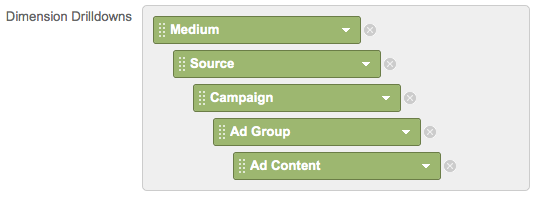 Dimension Drilldowns
Medium
Source
Campaign
Ad Group
Ad Content